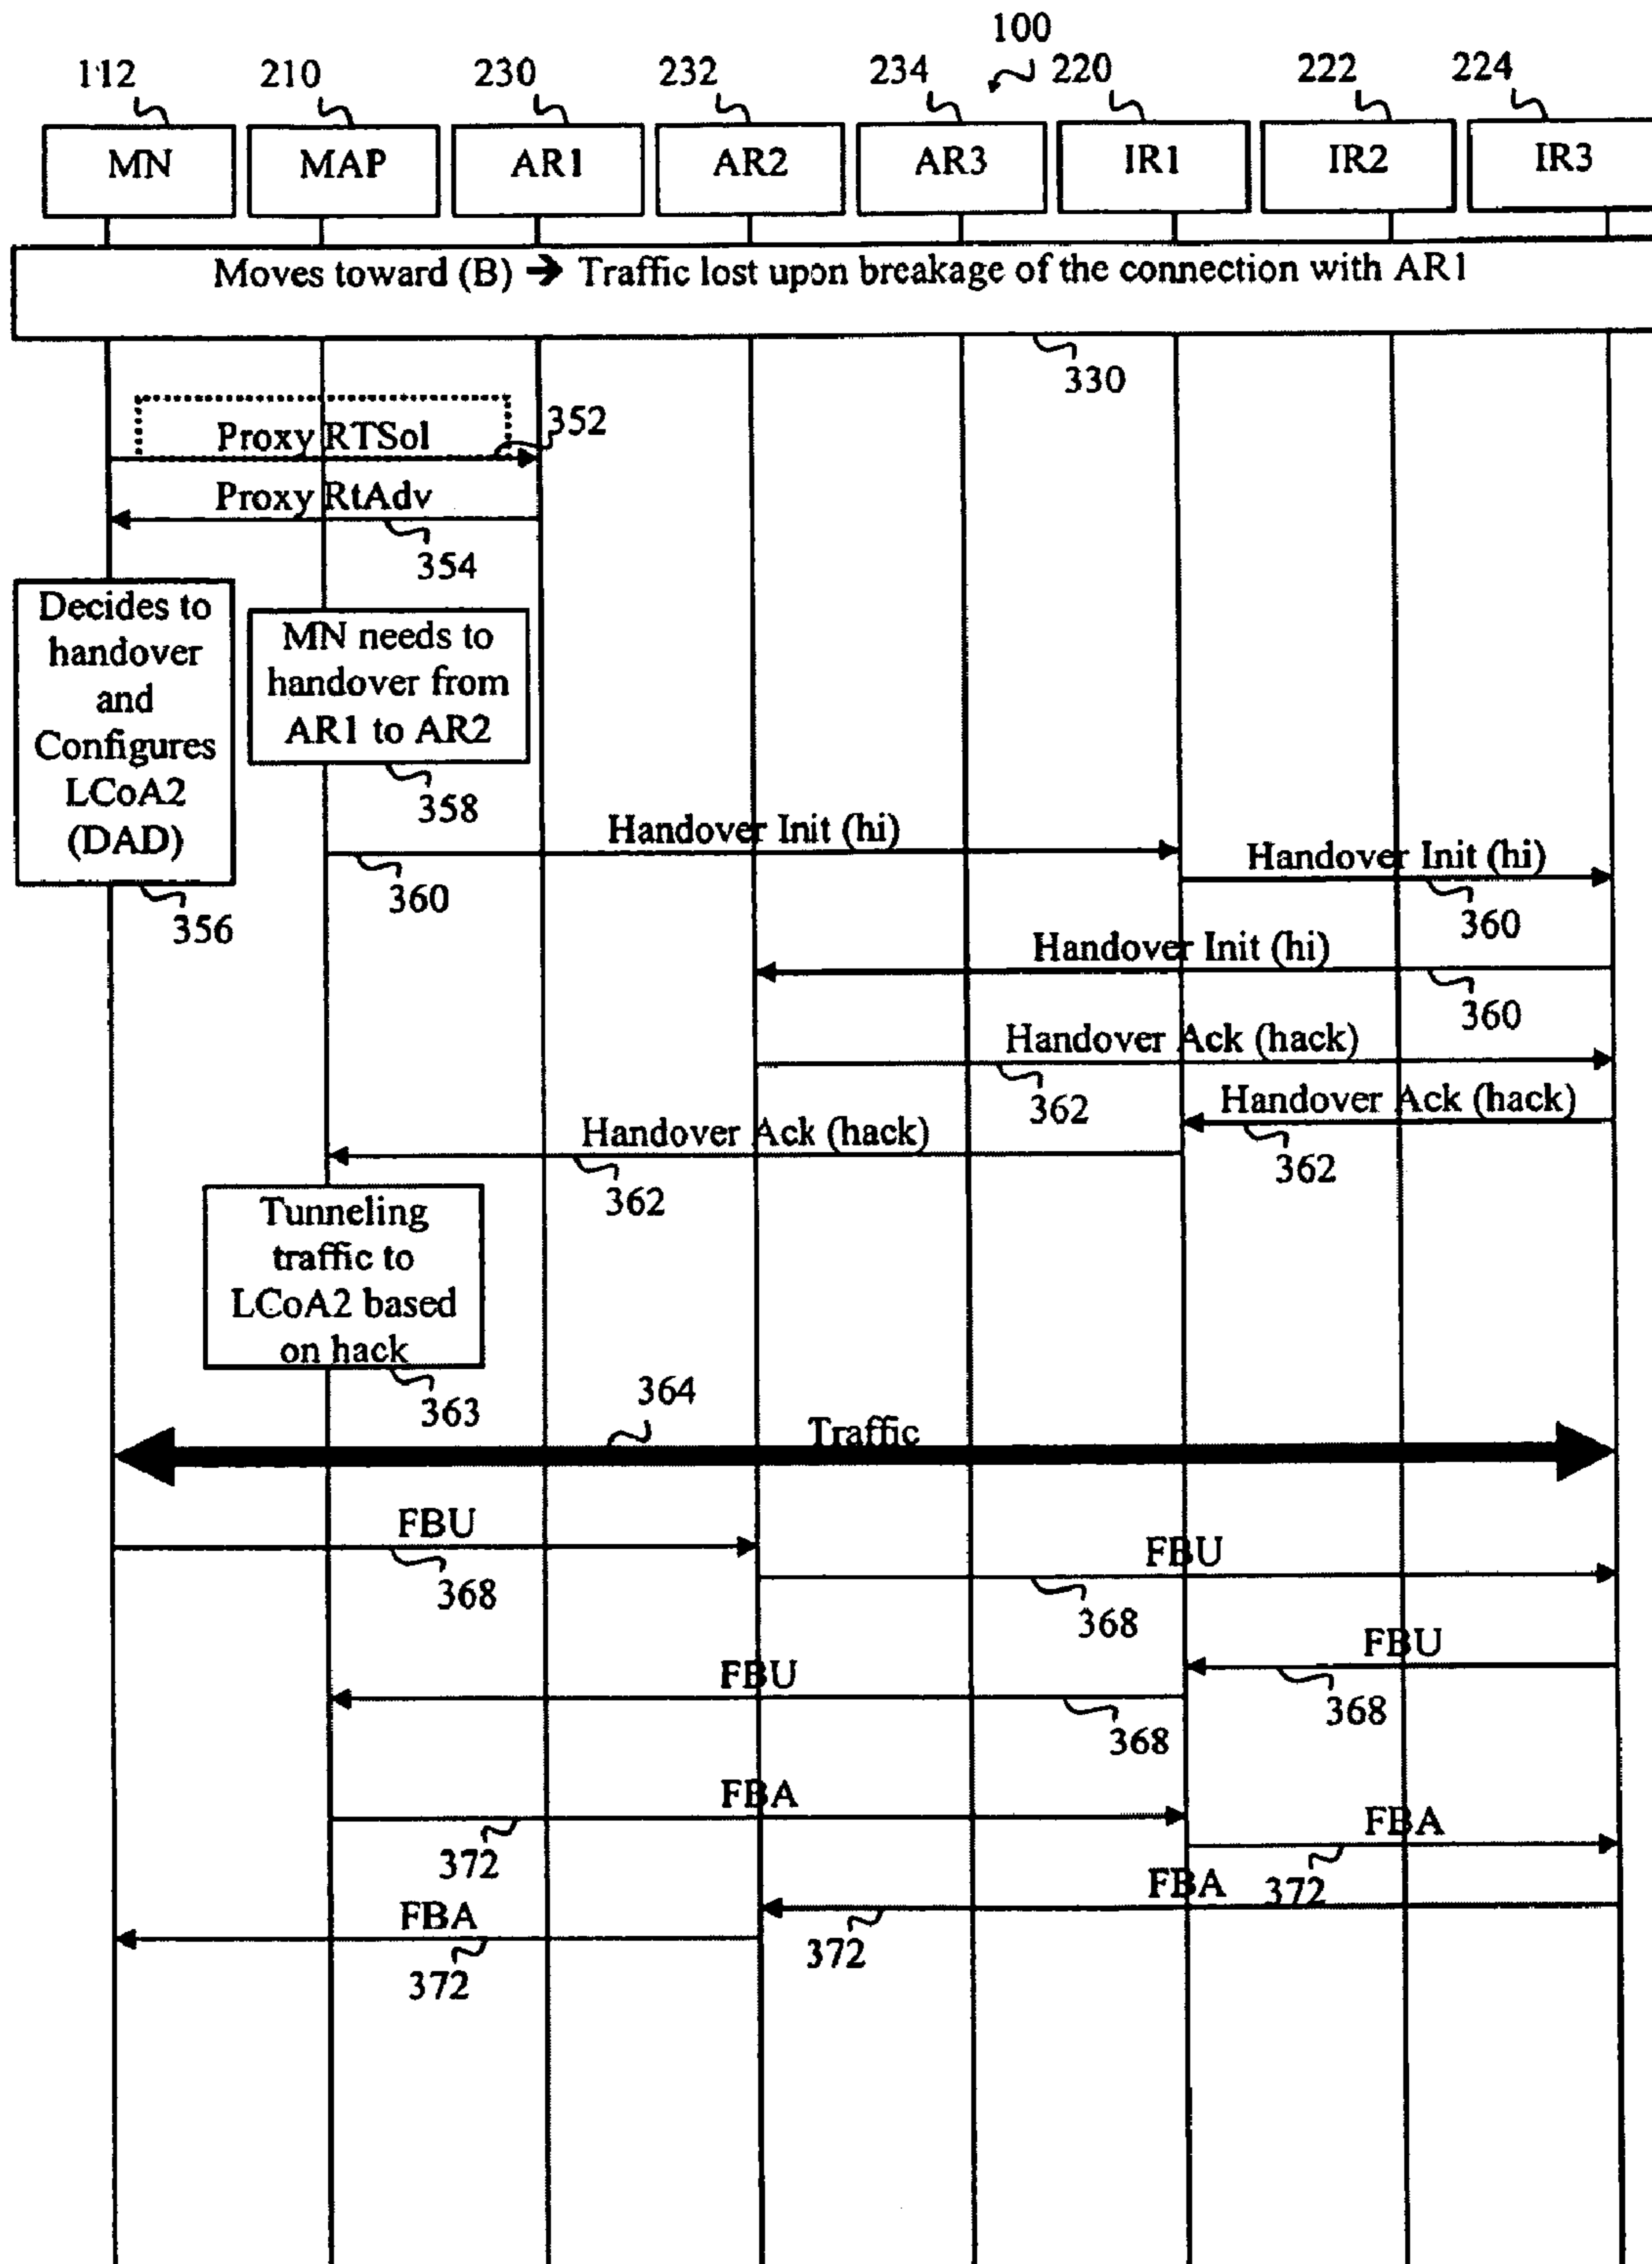 100
112 210 230 232 234 220 222 224
MN MAP AR1 AR2 AR3 IR1 IR2 IR3
Moves toward (B) → Traffic lost upon breakage of the connection with AR1
330
Proxy RTSol
352
Proxy RtAdv
354
Decides to
handover
and
Configures
LCoA2
(DAD)
356
MN needs to
handover from
AR1 to AR2
358
Handover Init (hi)
360
Handover Init (hi)
360
Handover Init (hi)
360
Handover Ack (hack)
362
Handover Ack (hack)
362
Handover Ack (hack)
362
Tunneling
traffic to
LCoA2 based
on hack
363
364
Traffic
FBU
368
FBU
368
FBU
368
FBU
368
FBA
372
FBA
372
FBA
372
FBA
372